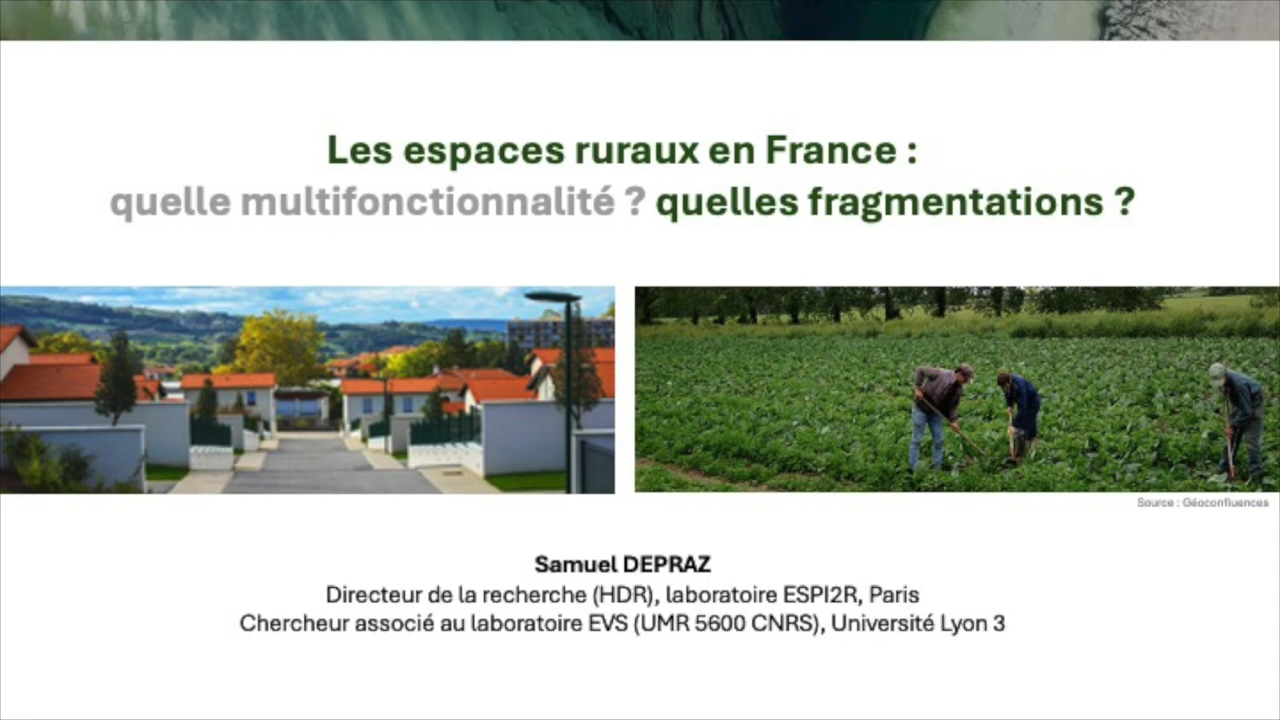 Les espaces ruraux en France :
quelle multifonctionnalité ? quelles fragmentations ?
Source : Géoconfluences
Samuel DEPRAZ
Directeur de la recherche (HDR), laboratoire ESPI2R, Paris
Chercheur associé au laboratoire EVS (UMR 5600 CNRS), Université Lyon 3